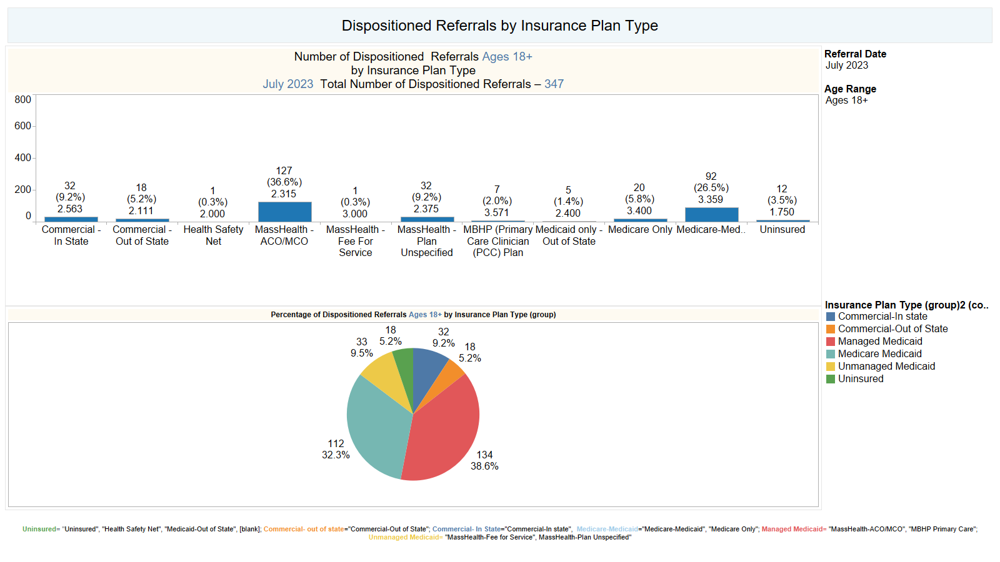 Dispositioned Referrals by Insurance Plan Type
Number of Dispositioned  Referrals Ages 18+
by Insurance Plan Type
July 2023  Total Number of Dispositioned Referrals – 347
Referral Date
July 2023
Age Range
Ages 18+
800
600
400
200
0
32
(9.2%)
2.563
18
(5.2%)
2.111
1
(0.3%)
2.000
127
(36.6%)
2.315
1
(0.3%)
3.000
32
(9.2%)
2.375
7
(2.0%)
3.571
5
(1.4%)
2.400
20
(5.8%)
3.400
92
(26.5%)
3.359
12
(3.5%)
1.750
Commercial -
In State
Commercial -
Out of State
Health Safety
Net
MassHealth -
ACO/MCO
MassHealth -
Fee For
Service
MassHealth -
Plan
Unspecified
MBHP (Primary
Care Clinician
(PCC) Plan
Medicaid only -
Out of State
Medicare Only
Medicare-Med..
Uninsured
Percentage of Dispositioned Referrals Ages 18+ by Insurance Plan Type (group)
18
5.2%
32
9.2%
33
9.5%
18
5.2%
112
32.3%
134
38.6%
Insurance Plan Type (group)2 (co..
Commercial-In state
Commercial-Out of State
Managed Medicaid
Medicare Medicaid
Unmanaged Medicaid
Uninsured
Uninsured= "Uninsured", "Health Safety Net", "Medicaid-Out of State", [blank]; Commercial- out of state="Commercial-Out of State"; Commercial- In State="Commercial-In state",  Medicare-Medicaid="Medicare-Medicaid", "Medicare Only"; Managed Medicaid= "MassHealth-ACO/MCO", "MBHP Primary Care";
Unmanaged Medicaid= "MassHealth-Fee for Service", MassHealth-Plan Unspecified"